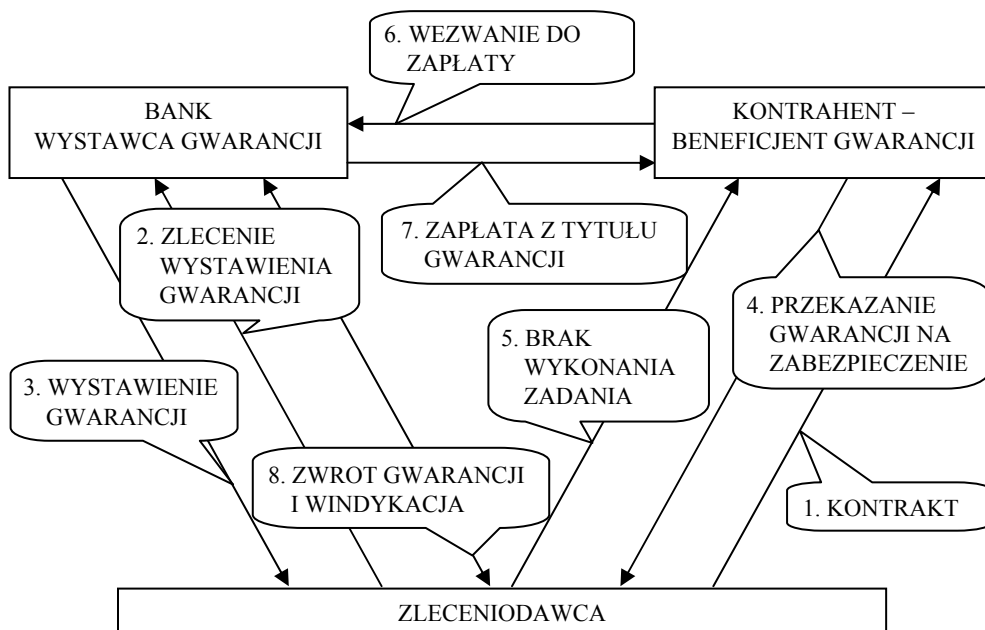 6. WEZWANIE DO
ZAPŁATY
BANK
WYSTAWCA GWARANCJI
KONTRAHENT –
BENEFICJENT GWARANCJI
2. ZLECENIE
WYSTAWIENIA
GWARANCJI
7. ZAPŁATA Z TYTUŁU
GWARANCJI
4. PRZEKAZANIE
GWARANCJI NA
ZABEZPIECZENIE
5. BRAK
WYKONANIA
ZADANIA
3. WYSTAWIENIE
GWARANCJI
8. ZWROT GWARANCJI
I WINDYKACJA
1. KONTRAKT
ZLECENIODAWCA